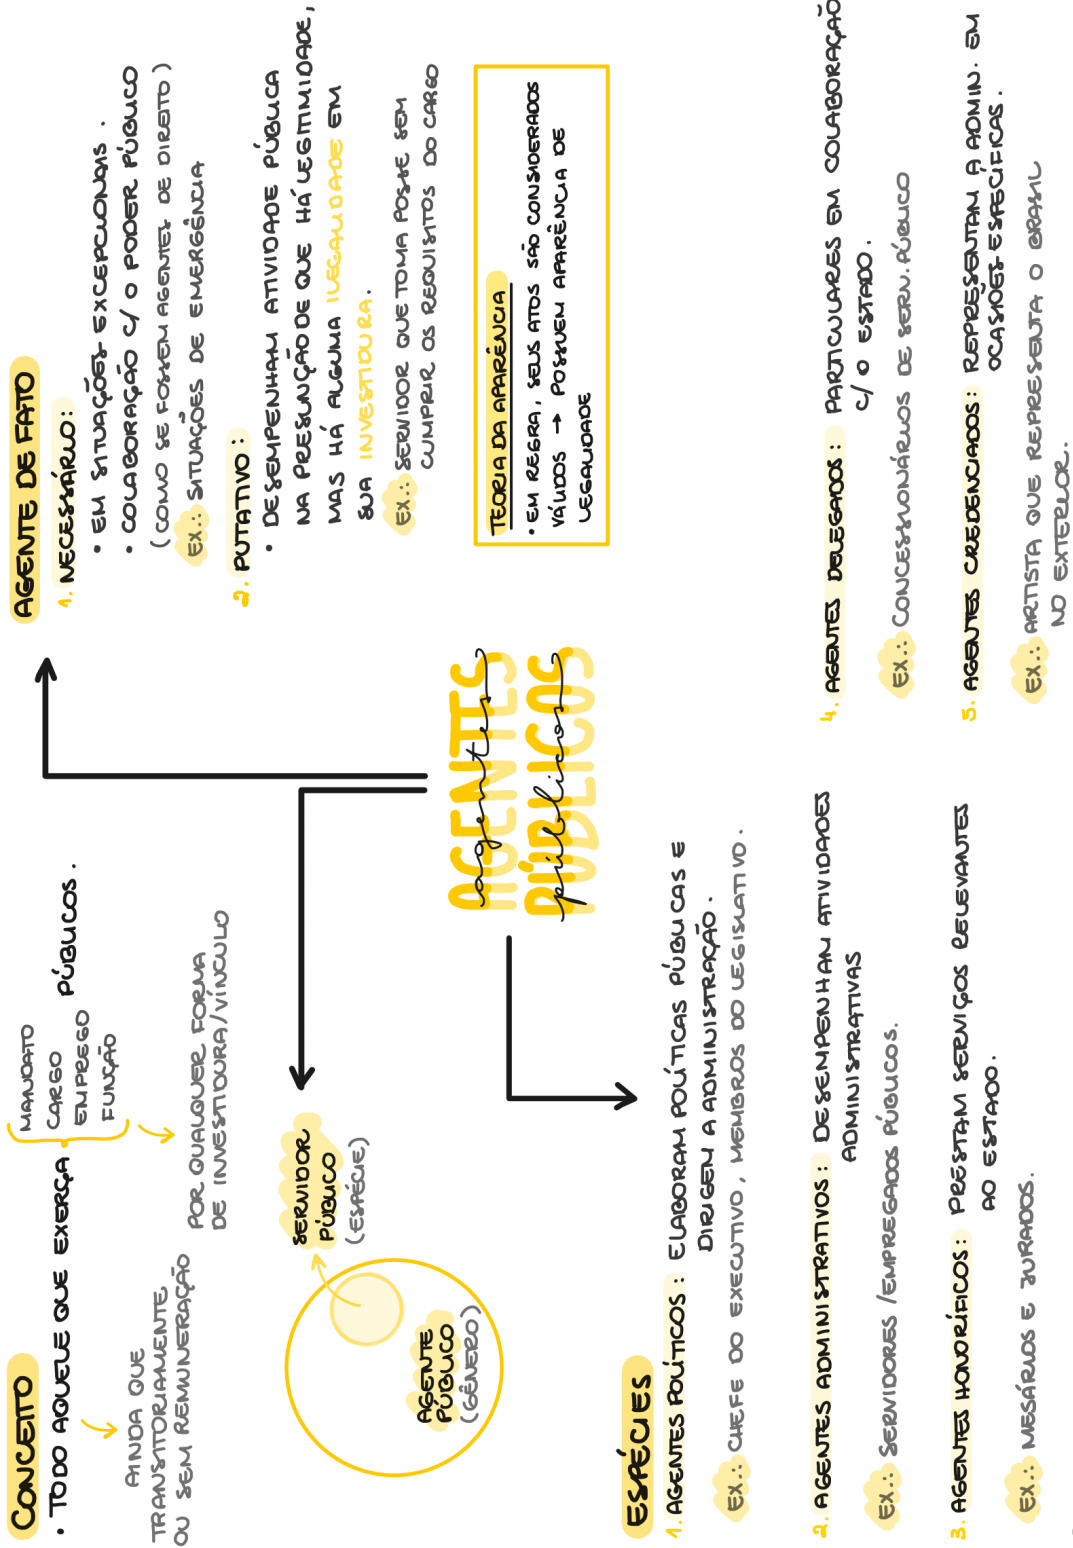 CONCEITO
• TODO AQUELE QUE EXERÇA
MANDATO
CARGO
EMPREGO
FUNÇÃO
PÚBLICOS.
AINDA QUE
TRANSITORIAMENTE
OU SEM REMUNERAÇÃO
POR QUALQUER FORMA
DE INVESTIDURA/VÍNCULO
SERVIDOR
PÚBLICO
(ESPÉCIE)
AGENTE
PÚBLICO
(GÊNERO)
AGENTE DE FATO
1. NECESSÁRIO:
• EM SITUAÇÕES EXCEPCIONAIS.
• COLABORAÇÃO C/ O PODER PÚBLICO
(COMO SE FOSSEM AGENTES DE DIREITO)
EX.: SITUAÇÕES DE EMERGÊNCIA
2. PUTATIVO:
• DESEMPENHAM ATIVIDADE PÚBLICA
NA PRESUNÇÃO DE QUE HÁ LEGITIMIDADE,
MAS HÁ ALGUMA ILEGALIDADE EM
SUA INVESTIDURA.
EX.: SERVIDOR QUE TOMA POSSE SEM
CUMPRIR OS REQUISITOS DO CARGO
TEORIA DA APARÊNCIA
• EM REGRA, SEUS ATOS SÃO CONSIDERADOS
VÁLIDOS → POSSUEM APARÊNCIA DE
LEGALIDADE
AGENTES
agentes
PÚBLICOS
públicos
ESPÉCIES
1. AGENTES POLÍTICOS: ELABORAM POLÍTICAS PÚBLICAS E
DIRIGEM A ADMINISTRAÇÃO.
EX.: CHEFE DO EXECUTIVO, MEMBROS DO LEGISLATIVO.
2. AGENTES ADMINISTRATIVOS: DESEMPENHAM ATIVIDADES
ADMINISTRATIVAS
EX.: SERVIDORES/EMPREGADOS PÚBLICOS.
3. AGENTES HONORÍFICOS: PRESTAM SERVIÇOS RELEVANTES
AO ESTADO.
EX.: MESÁRIOS E JURADOS.
4. AGENTES DELEGADOS: PARTICULARES EM COLABORAÇÃO
C/ O ESTADO.
EX.: CONCESSIONÁRIOS DE SERV. PÚBLICO
5. AGENTES CREDENCIADOS: REPRESENTAM A ADMIN. EM
OCASIÕES ESPECÍFICAS.
EX.: ARTISTA QUE REPRESENTA O BRASIL
NO EXTERIOR.